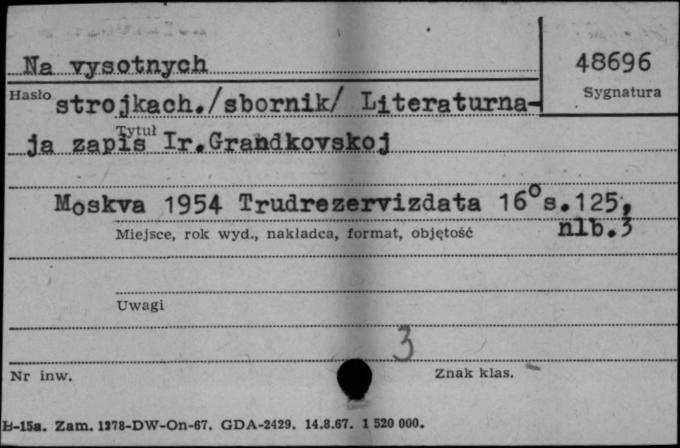 Na vysotnych
48696
Hasło
Sygnatura
strojkach./sbornik/ Literaturna-
Tytuł
ja zapis Ir.Grandkovskoj
Moskva 1954 Trudrezervizdata 16⁰s.125,
Miejsce, rok wyd., nakładca, format, objętość
nlb.3
Uwagi
3
Nr inw.
Znak klas.
B-15a. Zam. 1278-DW-On-67. GDA-2429. 14.8.67. 1 520 000.